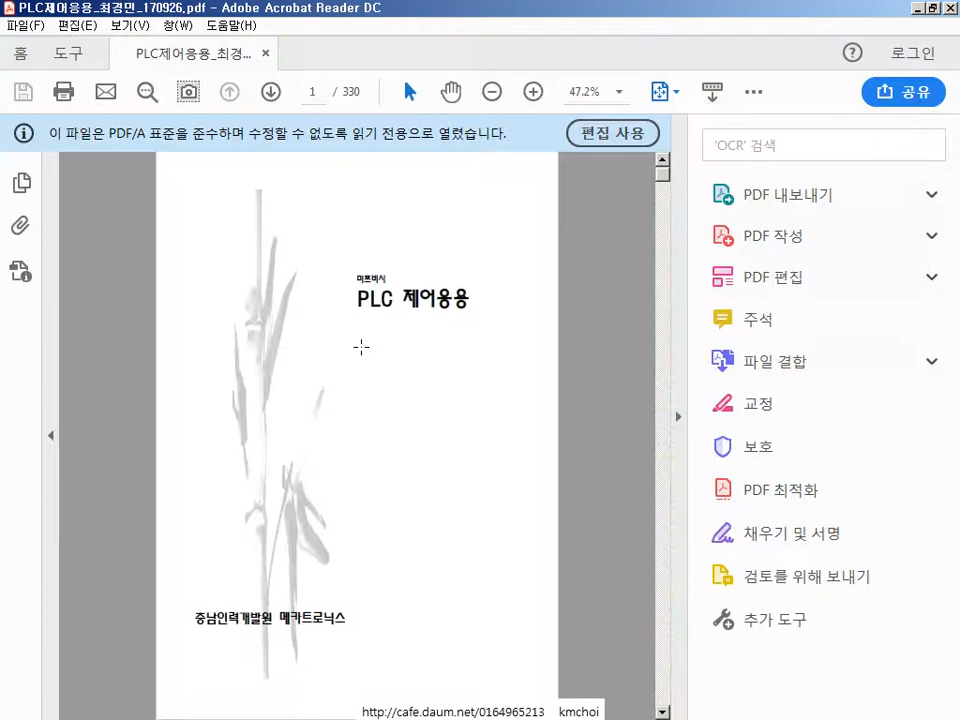 PLC제어응용_최경민_170926.pdf - Adobe Acrobat Reader DC
파일(F) 편집(E) 보기(V) 창(W) 도움말(H)
홈 도구 PLC제어응용_최경... × 로그인
1 / 330 47.2% 공유
이 파일은 PDF/A 표준을 준수하며 수정할 수 없도록 읽기 전용으로 열렸습니다. 편집 사용
'OCR' 검색
PDF 내보내기
PDF 작성
PDF 편집
주석
파일 결합
교정
보호
PDF 최적화
채우기 및 서명
검토를 위해 보내기
추가 도구
미쯔비시
PLC 제어응용
충남인력개발원 메카트로닉스
http://cafe.daum.net/0164965213 kmchoi